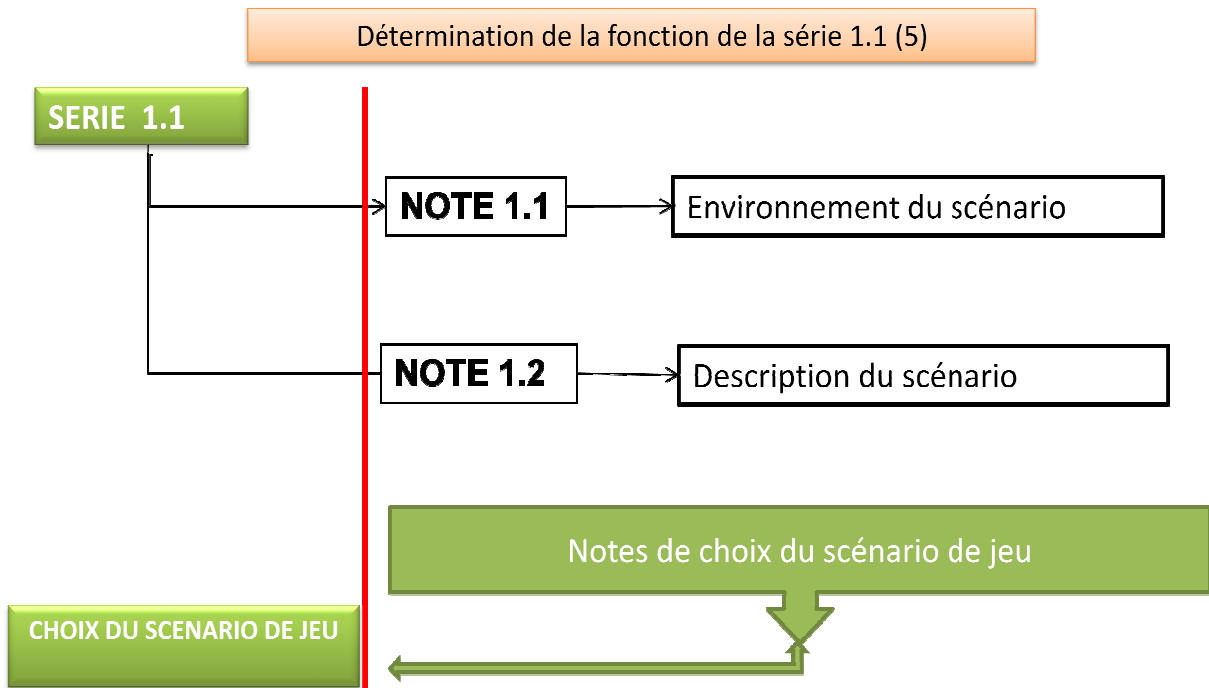 Détermination de la fonction de la série 1.1 (5)
SERIE 1.1
NOTE 1.1
Environnement du scénario
NOTE 1.2
Description du scénario
Notes de choix du scénario de jeu
CHOIX DU SCENARIO DE JEU